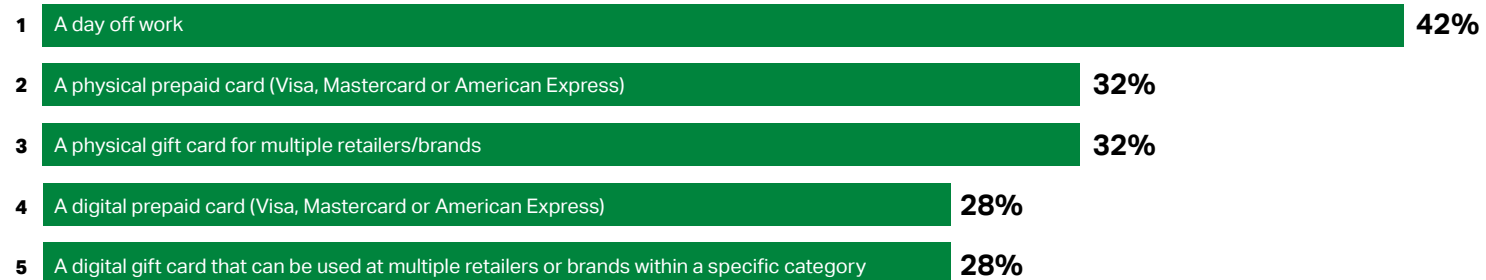 1 A day off work 42%
2 A physical prepaid card (Visa, Mastercard or American Express) 32%
3 A physical gift card for multiple retailers/brands 32%
4 A digital prepaid card (Visa, Mastercard or American Express) 28%
5 A digital gift card that can be used at multiple retailers or brands within a specific category 28%